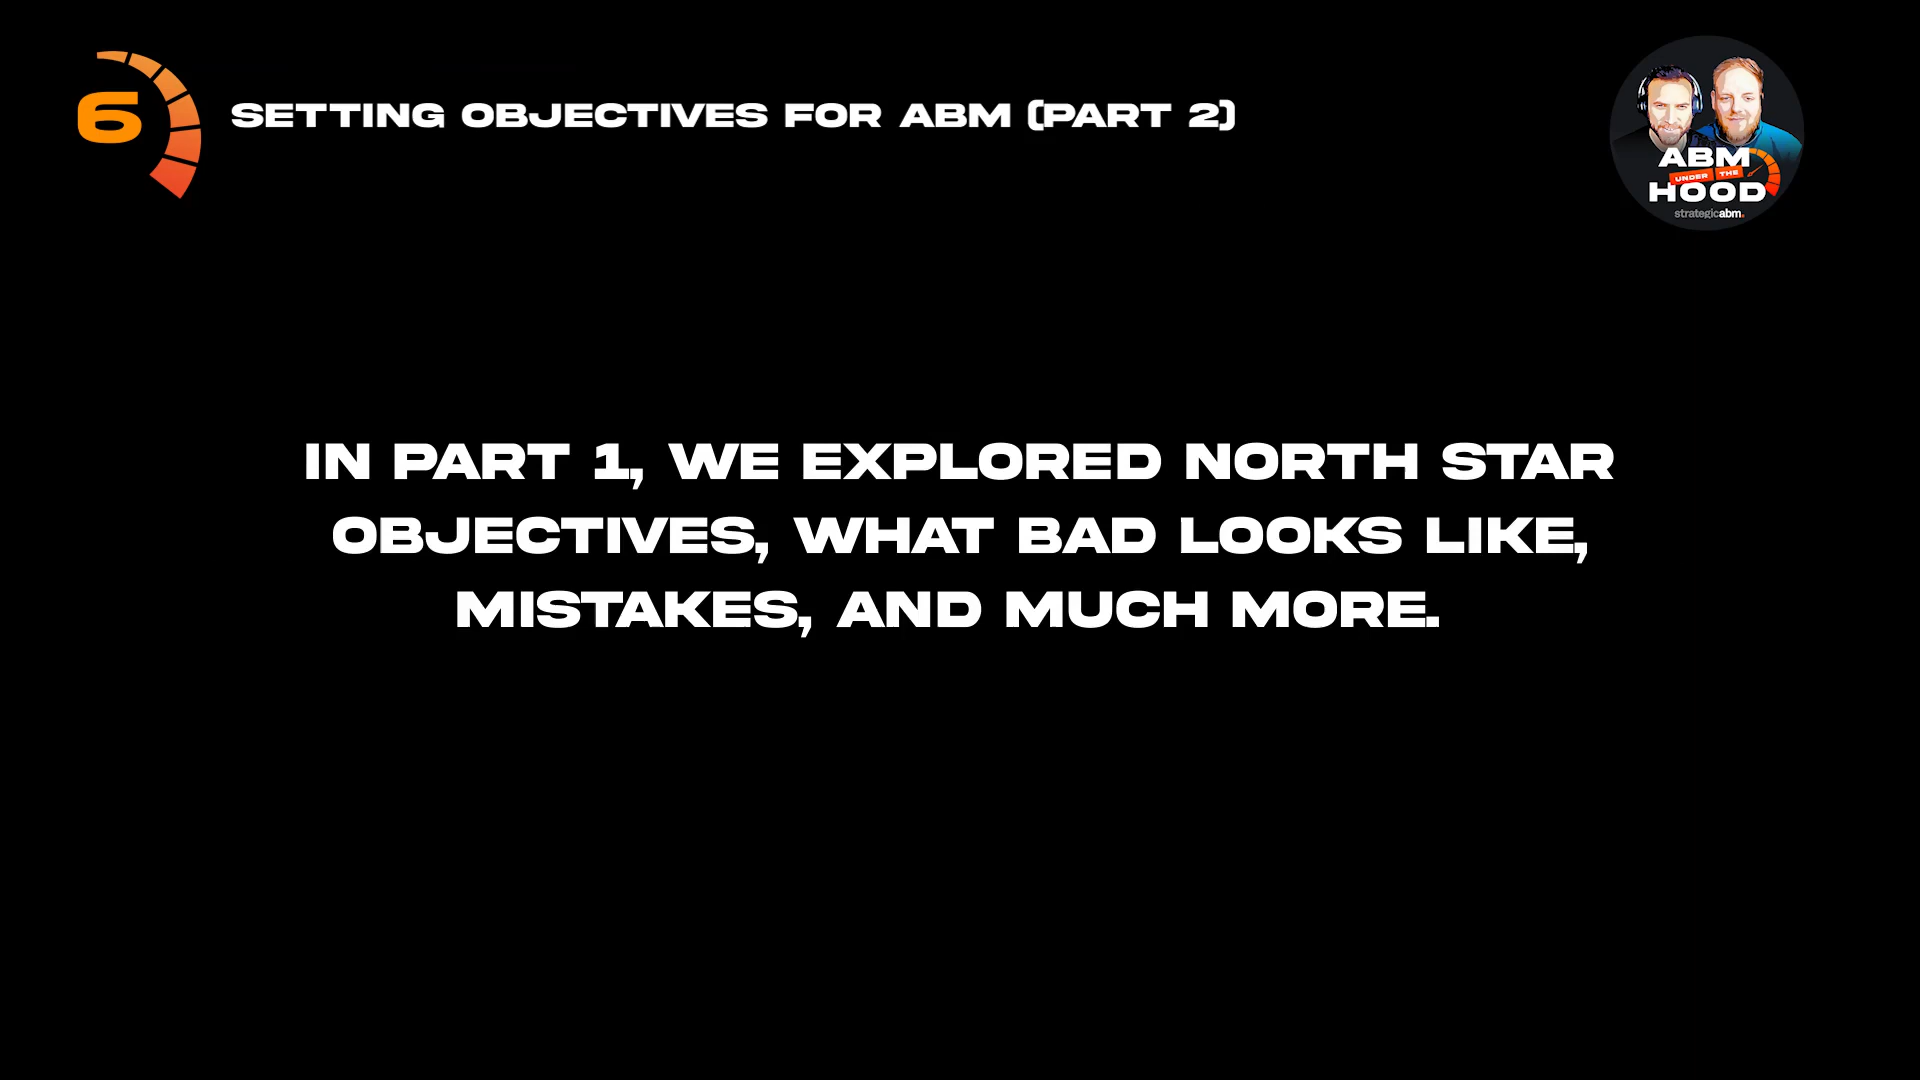 6
SETTING OBJECTIVES FOR ABM (PART 2)
ABM
UNDER THE
HOOD
strategicabm.
IN PART 1, WE EXPLORED NORTH STAR
OBJECTIVES, WHAT BAD LOOKS LIKE,
MISTAKES, AND MUCH MORE.